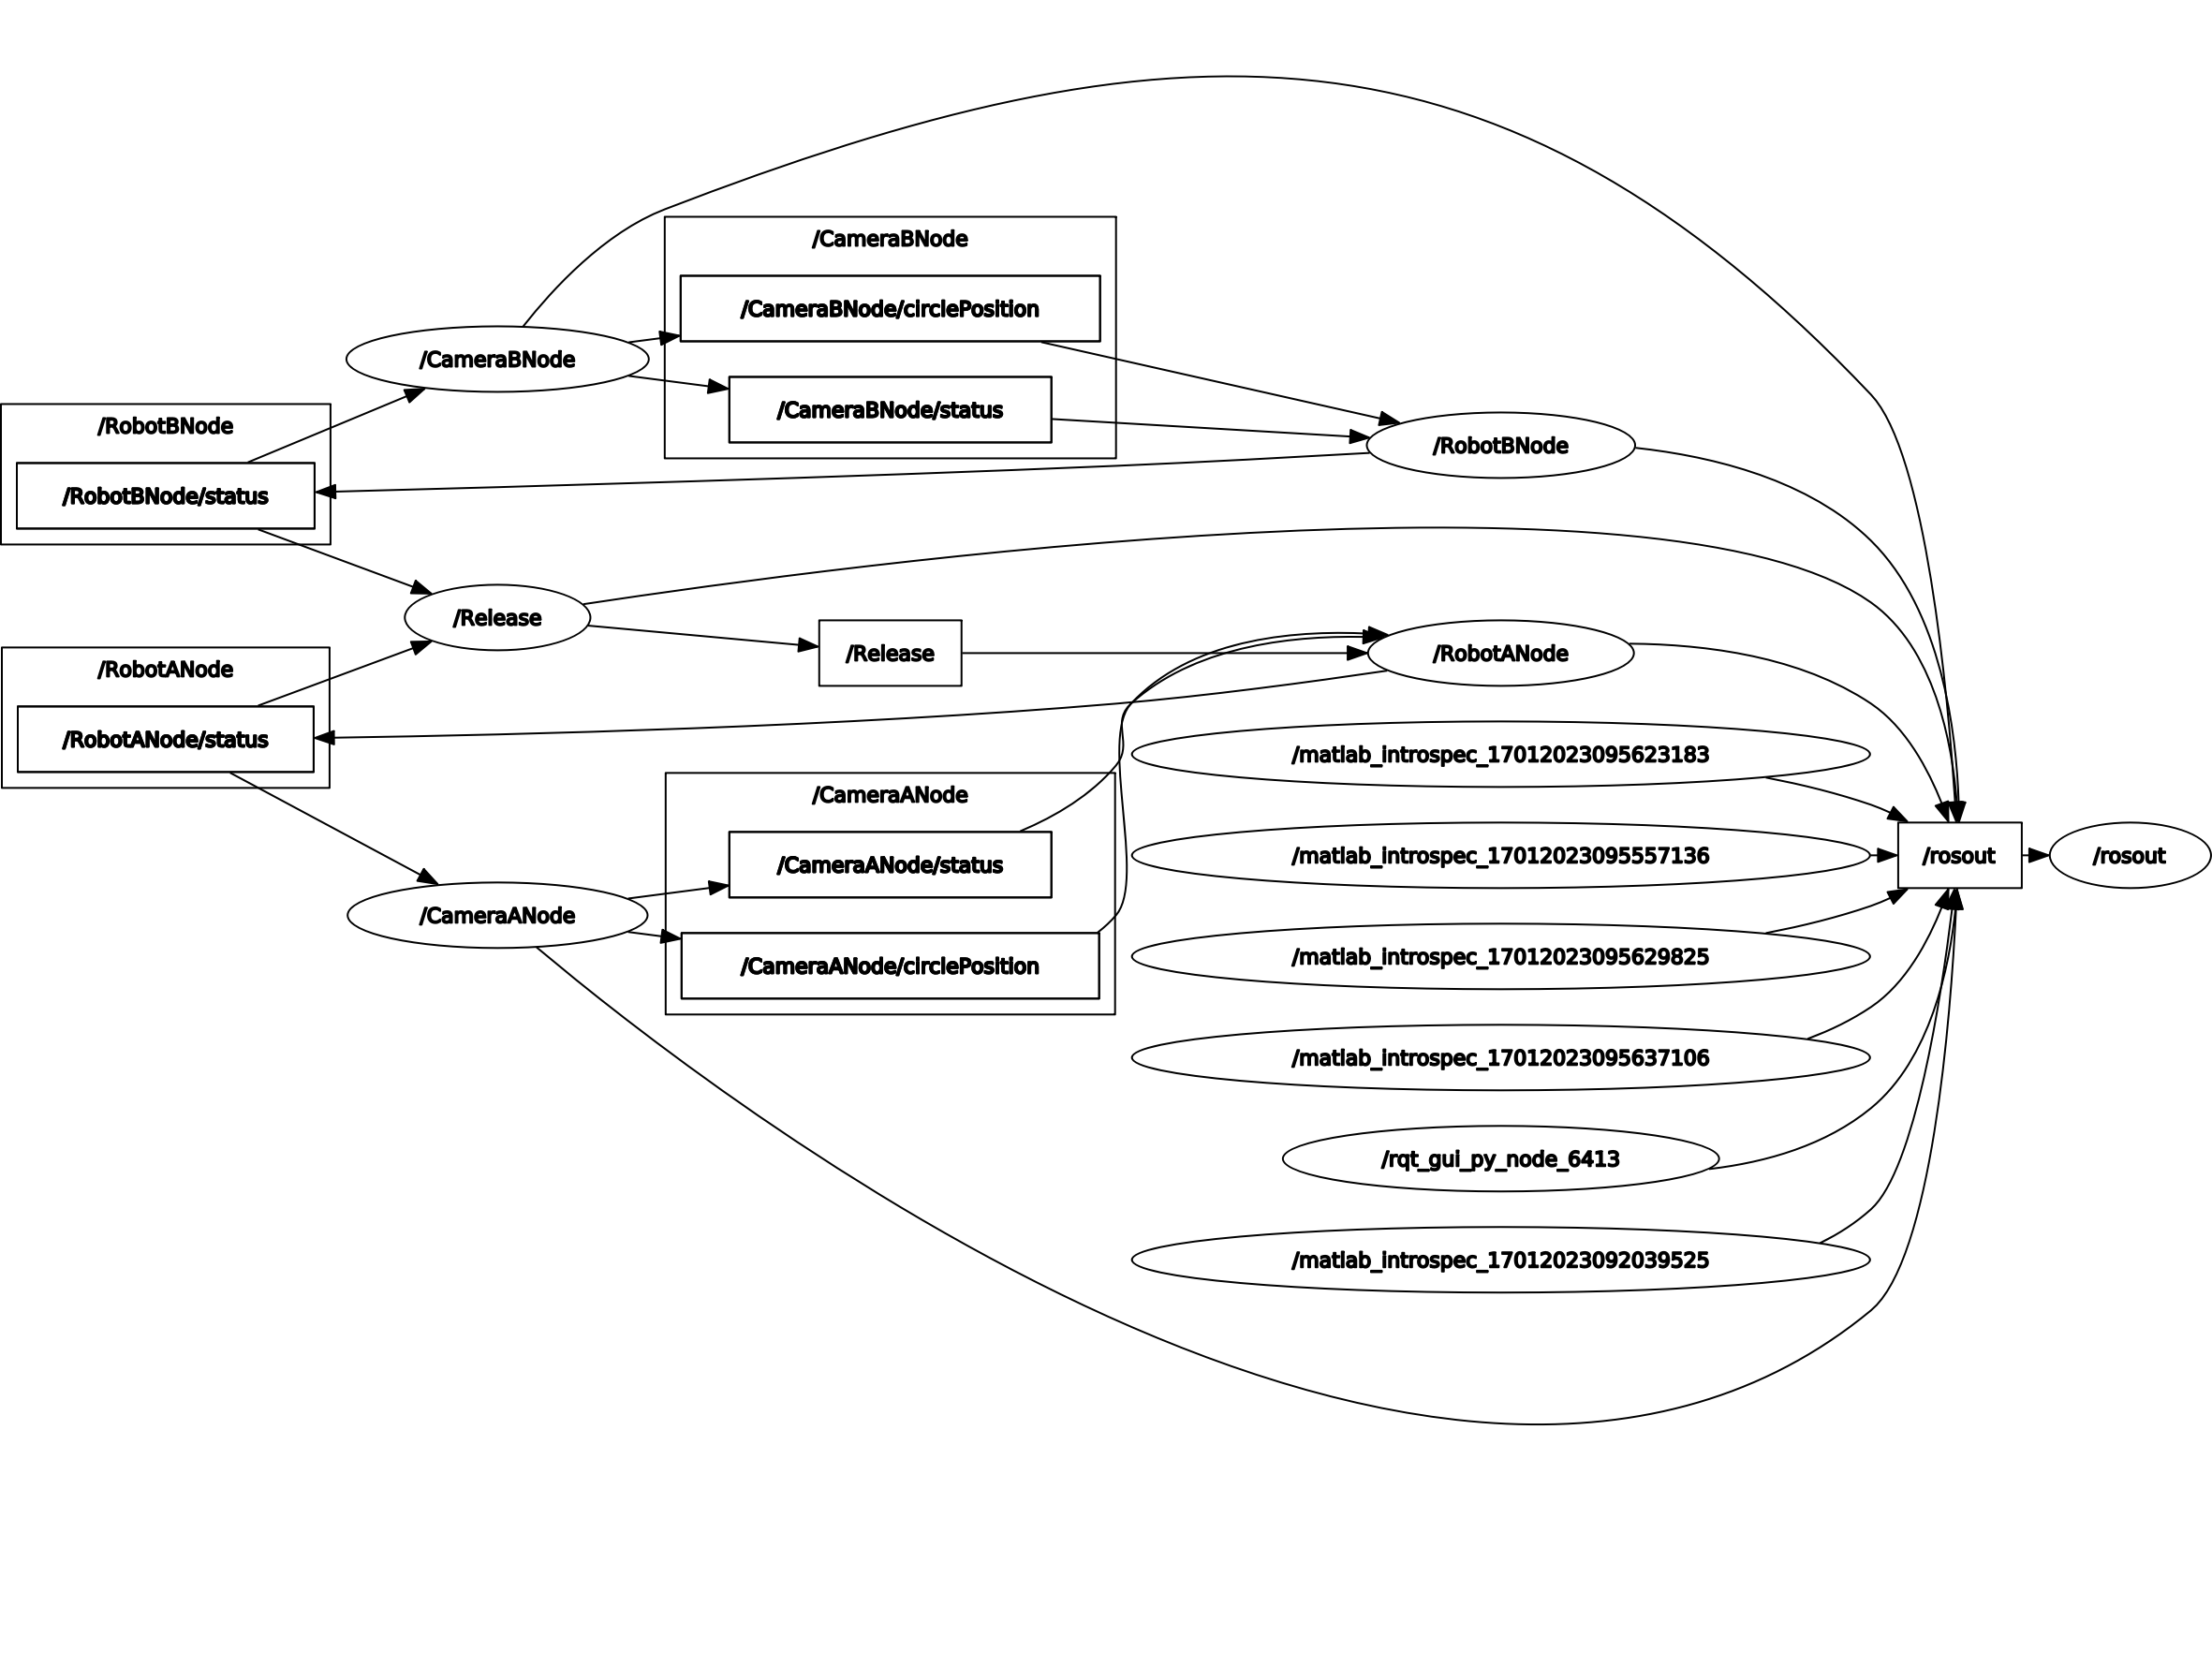 /CameraBNode
/CameraBNode/circlePosition
/CameraBNode
/CameraBNode/status
/RobotBNode
/RobotBNode
/RobotBNode/status
/Release
/Release
/RobotANode
/RobotANode
/RobotANode/status
/matlab_introspec_17012023095623183
/CameraANode
/CameraANode/status
/matlab_introspec_17012023095557136
/rosout
/rosout
/CameraANode
/CameraANode/circlePosition
/matlab_introspec_17012023095629825
/matlab_introspec_17012023095637106
/rqt_gui_py_node_6413
/matlab_introspec_17012023092039525